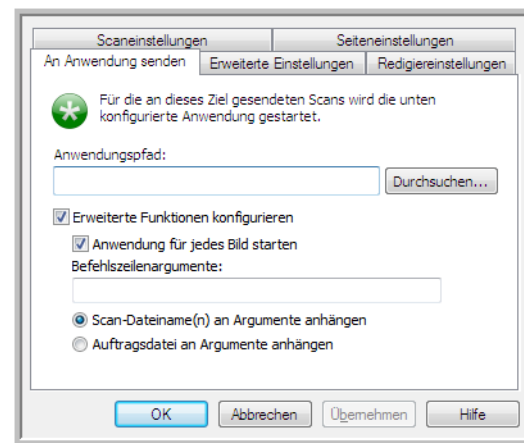 Scaneinstellungen Seiteneinstellungen
An Anwendung senden Erweiterte Einstellungen Redigiereinstellungen
Für die an dieses Ziel gesendeten Scans wird die unten
konfigurierte Anwendung gestartet.
Anwendungspfad:
Durchsuchen...
Erweiterte Funktionen konfigurieren
Anwendung für jedes Bild starten
Befehlszeilenargumente:
Scan-Dateiname(n) an Argumente anhängen
Auftragsdatei an Argumente anhängen
OK Abbrechen Übernehmen Hilfe